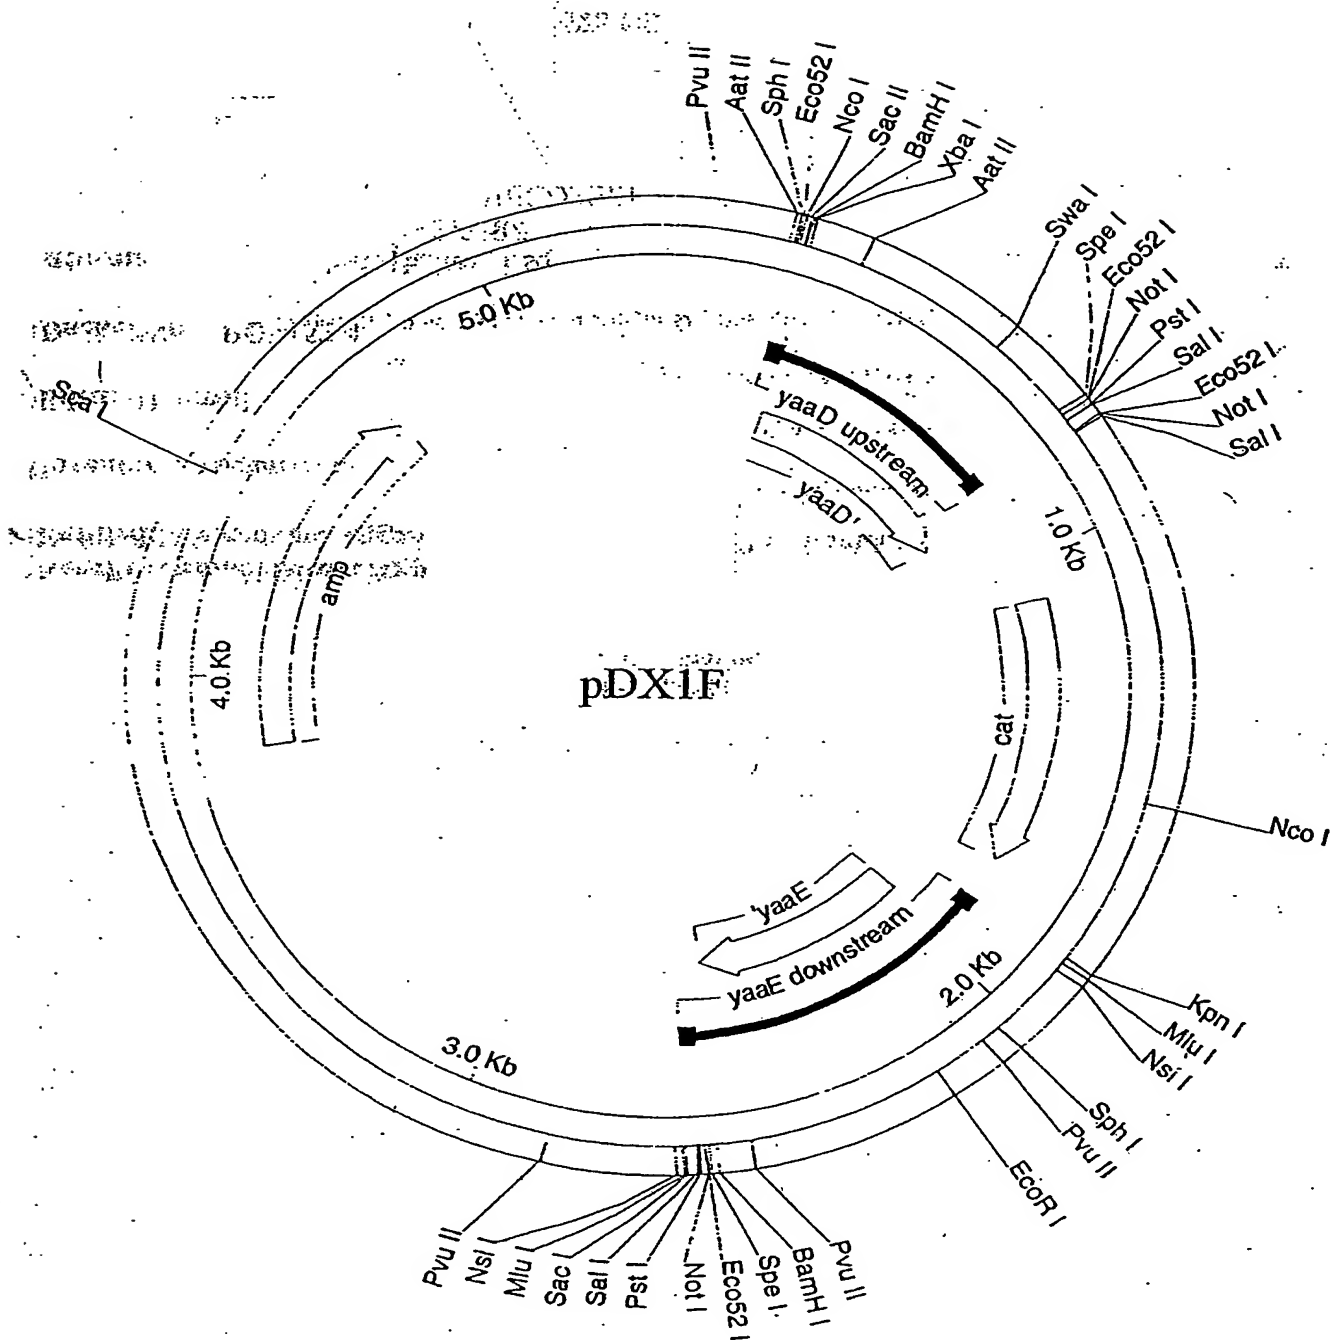 Pvu II
Aat II
Sph I
Eco52 I
Nco I
Sac II
BamH I
Xba I
Aat II
Swa I
Spe I
Eco52 I
Not I
Pst I
Sal I
Eco52 I
Not I
Sal I
Sca I
5.0 Kb
yaaD upstream
yaaD'
1.0 Kb
amp
4.0 Kb
pDX1F
cat
Nco I
'yaaE
yaaE downstream
2.0 Kb
3.0 Kb
Kpn I
Mlu I
Nsi I
Sph I
Pvu II
EcoR I
Pvu II
BamH I
Spe I
Eco52 I
Not I
Pst I
Sal I
Sac I
Mlu I
NsI
Pvu II